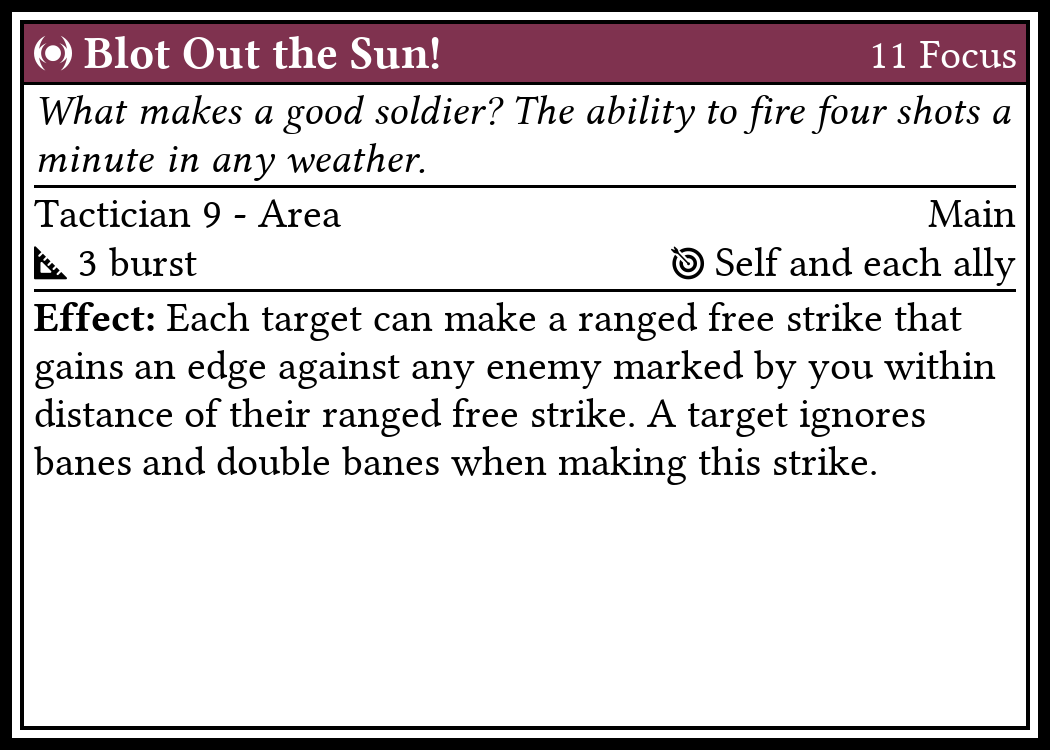 Blot Out the Sun! 11 Focus
What makes a good soldier? The ability to fire four shots a
minute in any weather.
Tactician 9 - Area Main
3 burst Self and each ally
Effect: Each target can make a ranged free strike that
gains an edge against any enemy marked by you within
distance of their ranged free strike. A target ignores
banes and double banes when making this strike.